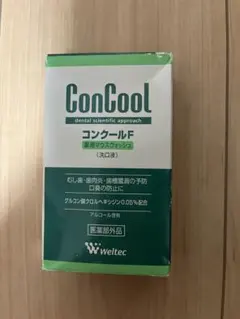 ConCool
dental scientific approach
コンクールF
薬用マウスウォッシュ
〈洗口液〉
むし歯・歯肉炎・歯槽膿漏の予防
口臭の防止に
グルコン酸クロルヘキシジン0.05%配合
アルコール含有
医薬部外品
Weltec